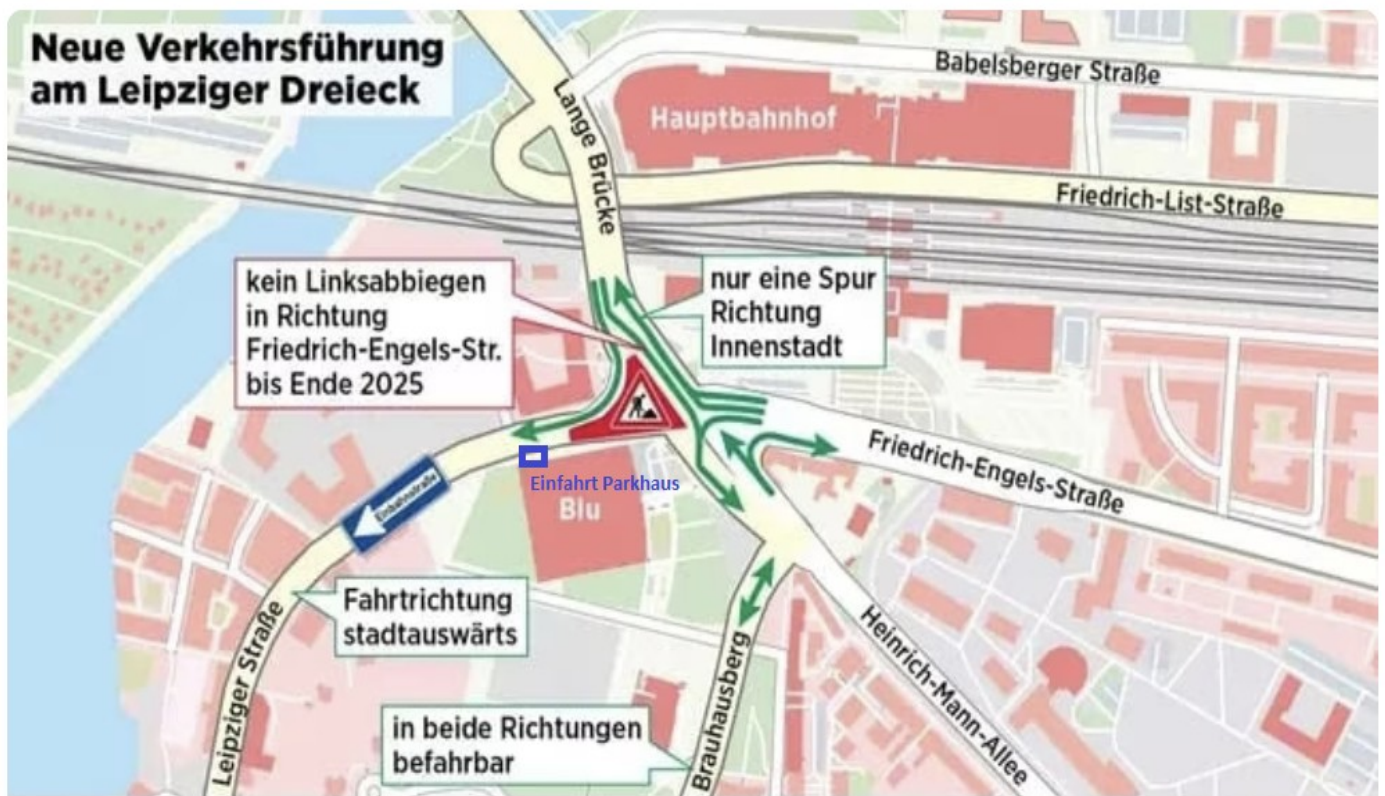 Neue Verkehrsführung
am Leipziger Dreieck
Babelsberger Straße
Lange Brücke
Hauptbahnhof
Friedrich-List-Straße
kein Linksabbiegen
in Richtung
Friedrich-Engels-Str.
bis Ende 2025
nur eine Spur
Richtung
Innenstadt
Friedrich-Engels-Straße
Einfahrt Parkhaus
Blu
Einbahnstraße
Fahrtrichtung
stadtauswärts
Leipziger Straße
Heinrich-Mann-Allee
Brauhausberg
in beide Richtungen
befahrbar